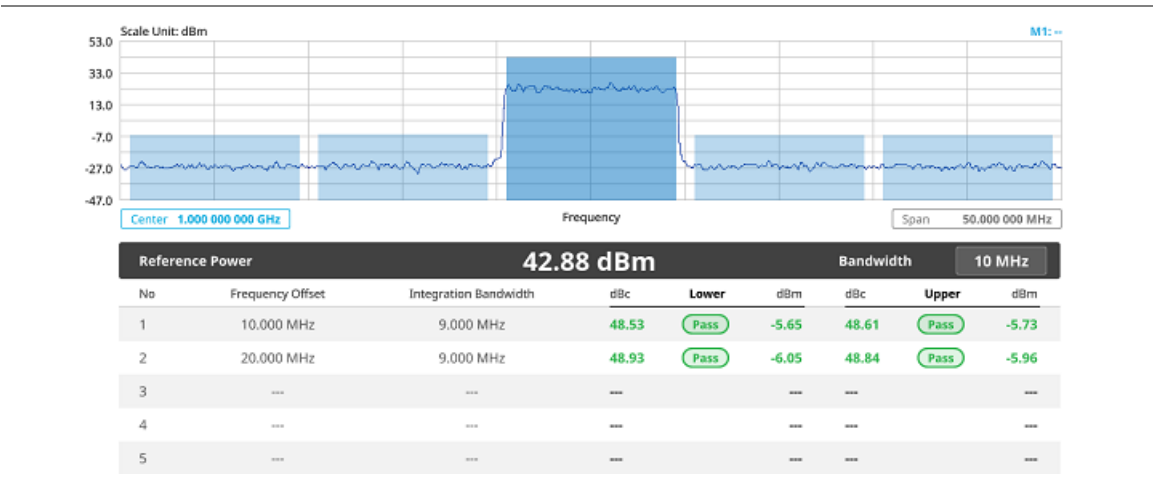 Scale Unit: dBm M1: --
53.0
33.0
13.0
-7.0
-27.0
-47.0
Center 1.000 000 000 GHz Frequency Span 50.000 000 MHz
Reference Power 42.88 dBm Bandwidth 10 MHz
No Frequency Offset Integration Bandwidth dBc Lower dBm dBc Upper dBm
1 10.000 MHz 9.000 MHz 48.53 Pass -5.65 48.61 Pass -5.73
2 20.000 MHz 9.000 MHz 48.93 Pass -6.05 48.84 Pass -5.96
3 --- --- --- --- --- ---
4 --- --- --- --- --- ---
5 --- --- --- --- --- ---